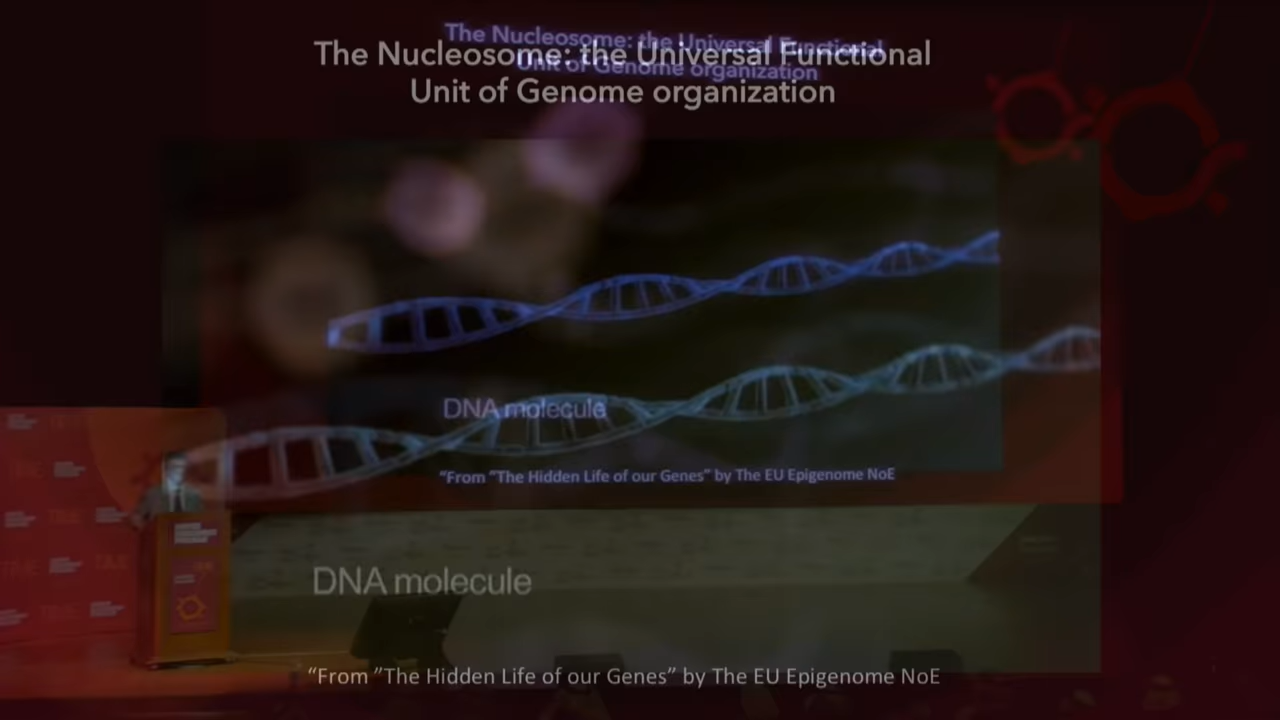 The Nucleosome: the Universal Functional
Unit of Genome organization
The Nucleosome: the Universal Functional
Unit of Genome organization
DNA molecule
“From ”The Hidden Life of our Genes” by The EU Epigenome NoE
DNA molecule
“From ”The Hidden Life of our Genes” by The EU Epigenome NoE